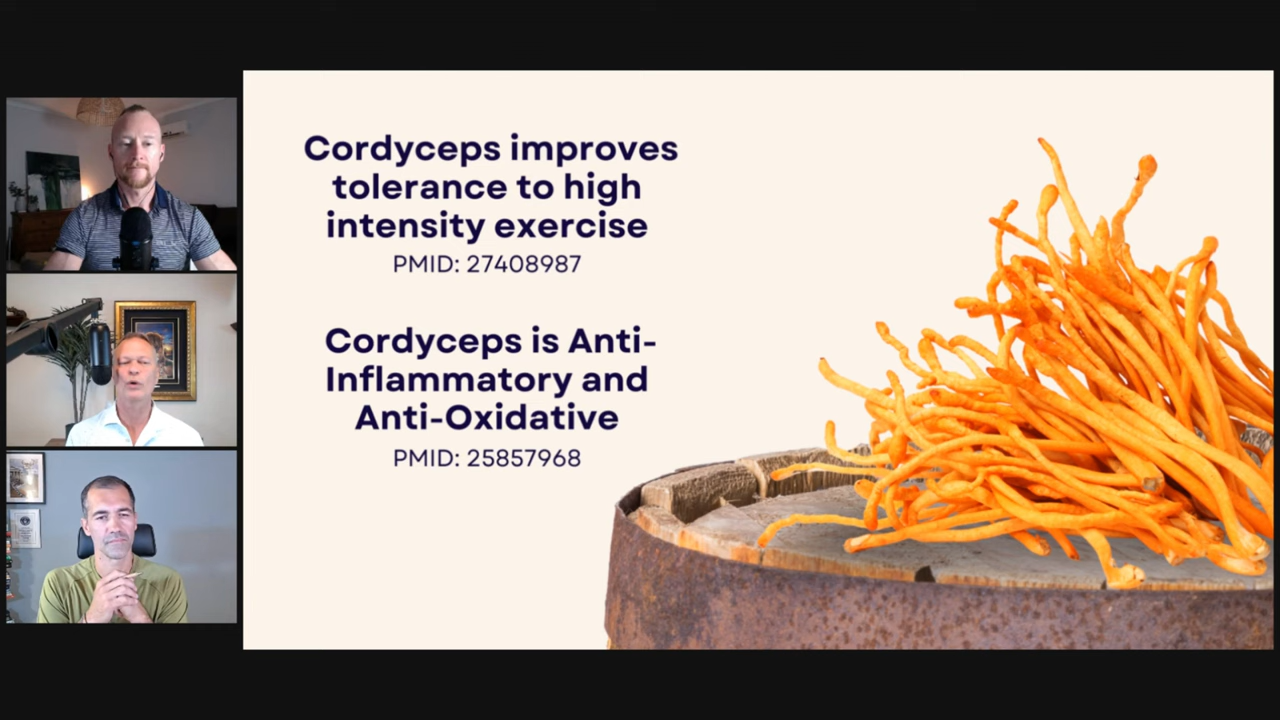 Cordyceps improves
tolerance to high
intensity exercise
PMID: 27408987
Cordyceps is Anti-
Inflammatory and
Anti-Oxidative
PMID: 25857968